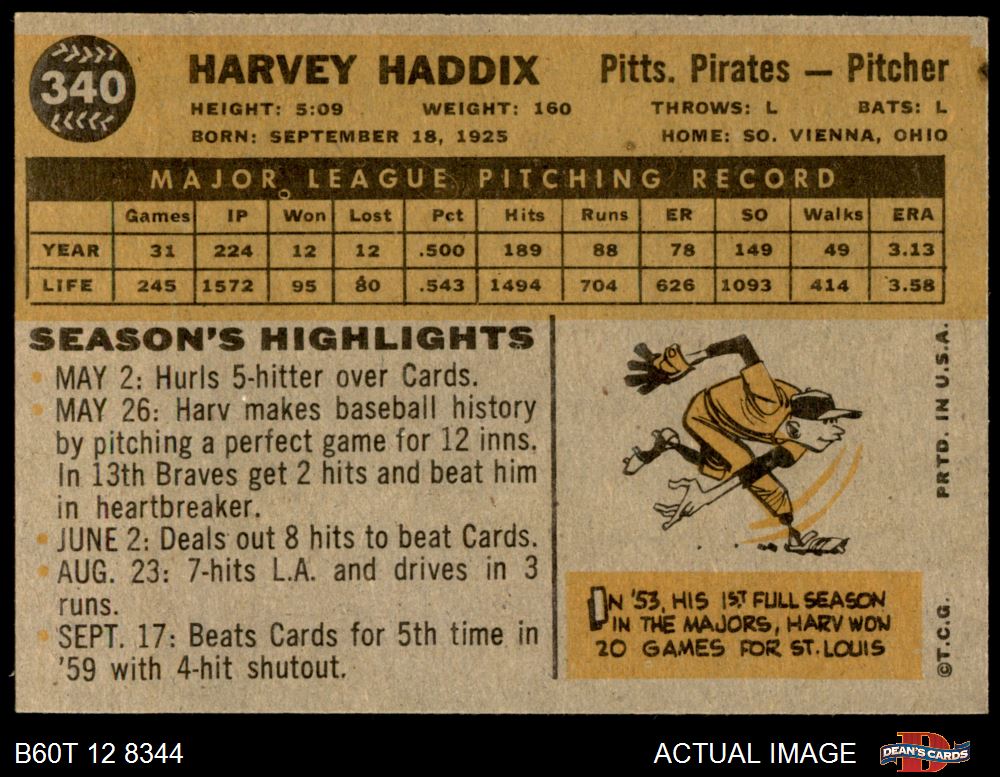 340
HARVEY HADDIX Pitts. Pirates — Pitcher
HEIGHT: 5:09 WEIGHT: 160 THROWS: L BATS: L
BORN: SEPTEMBER 18, 1925 HOME: SO. VIENNA, OHIO
MAJOR LEAGUE PITCHING RECORD
Games IP Won Lost Pct Hits Runs ER SO Walks ERA
YEAR 31 224 12 12 .500 189 88 78 149 49 3.13
LIFE 245 1572 95 80 .543 1494 704 626 1093 414 3.58
SEASON'S HIGHLIGHTS
• MAY 2: Hurls 5-hitter over Cards.
• MAY 26: Harv makes baseball history
by pitching a perfect game for 12 inns.
In 13th Braves get 2 hits and beat him
in heartbreaker.
• JUNE 2: Deals out 8 hits to beat Cards.
• AUG. 23: 7-hits L.A. and drives in 3
runs.
• SEPT. 17: Beats Cards for 5th time in
'59 with 4-hit shutout.
IN '53, HIS 1ST FULL SEASON
IN THE MAJORS, HARV WON
20 GAMES FOR ST. LOUIS
PRTD. IN U.S.A.
©T.C.G.
B60T 12 8344
ACTUAL IMAGE
DEAN'S CARDS